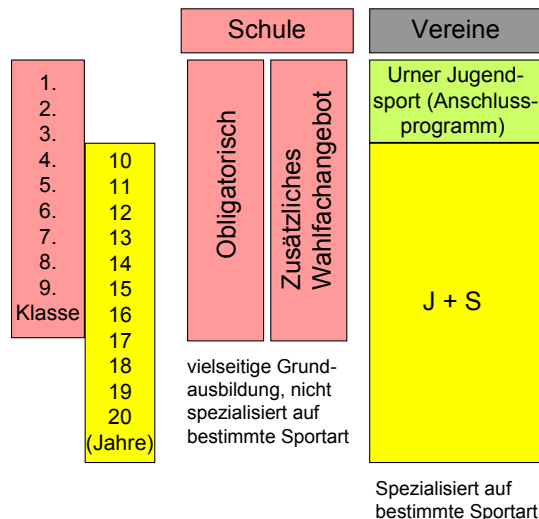 Schule
Vereine
1.
2.
3.
4.
5.
6.
7.
8.
9.
Klasse
10
11
12
13
14
15
16
17
18
19
20
(Jahre)
Obligatorisch
Zusätzliches
Wahlfachangebot
vielseitige Grund-
ausbildung, nicht
spezialisiert auf
bestimmte Sportart
Urner Jugend-
sport (Anschluss-
programm)
J + S
Spezialisiert auf
bestimmte Sportart